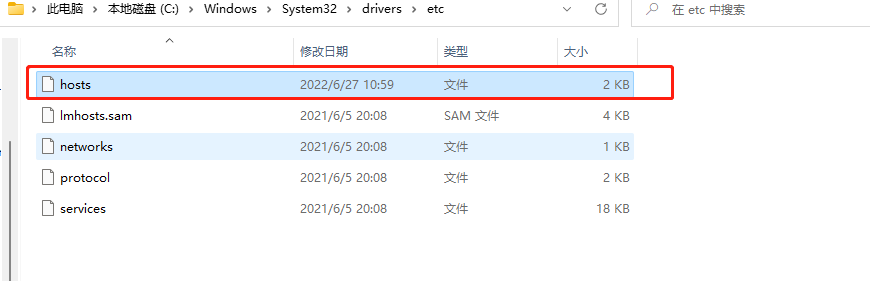 此电脑 > 本地磁盘 (C:) > Windows > System32 > drivers > etc
在 etc 中搜索
名称 修改日期 类型 大小
hosts 2022/6/27 10:59 文件 2 KB
lmhosts.sam 2021/6/5 20:08 SAM 文件 4 KB
networks 2021/6/5 20:08 文件 1 KB
protocol 2021/6/5 20:08 文件 2 KB
services 2021/6/5 20:08 文件 18 KB